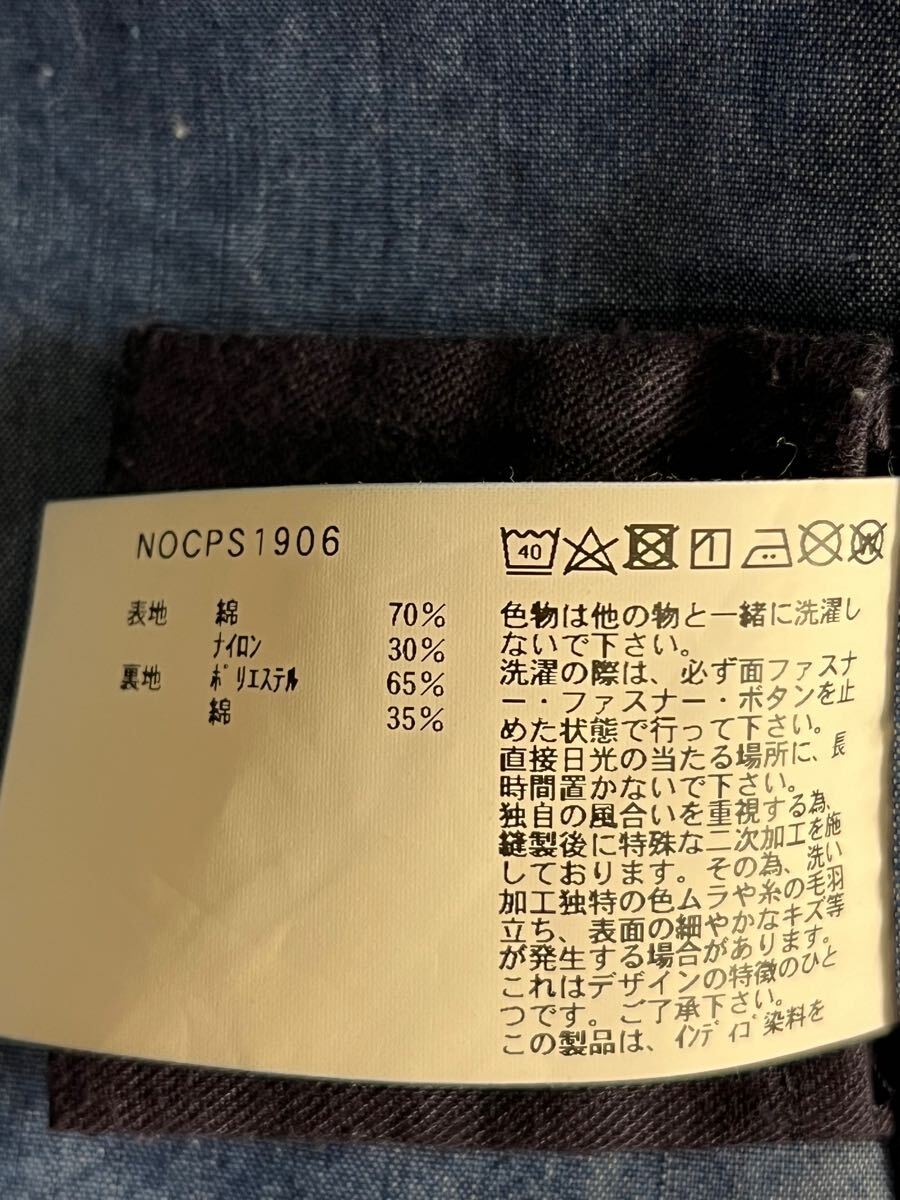 NOCPS1906
表地 綿 70%
ナイロン 30%
裏地 ポリエステル 65%
綿 35%
40
色物は他の物と一緒に洗濯し
ないで下さい。
洗濯の際は、必ず面ファスナ
ー・ファスナー・ボタンを止
めた状態で行って下さい。
直接日光の当たる場所に、長
時間置かないで下さい。
独自の風合いを重視する為、
縫製後に特殊な二次加工を施
しております。その為、洗い
加工独特の色ムラや糸の毛羽
立ち、表面の細やかなキズ等
が発生する場合があります。
これはデザインの特徴のひと
つです。ご了承下さい。
この製品は、インディゴ染料を